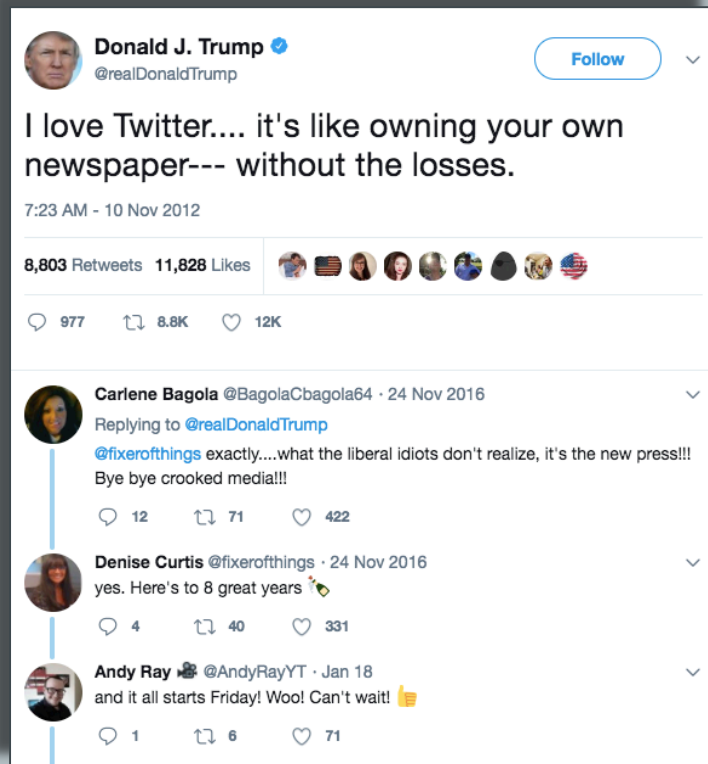 Donald J. Trump
@realDonaldTrump
Follow
I love Twitter.... it's like owning your own
newspaper--- without the losses.
7:23 AM - 10 Nov 2012
8,803 Retweets 11,828 Likes
977 8.8K 12K
Carlene Bagola @BagolaCbagola64 · 24 Nov 2016
Replying to @realDonaldTrump
@fixerofthings exactly....what the liberal idiots don't realize, it's the new press!!!
Bye bye crooked media!!!
12 71 422
Denise Curtis @fixerofthings · 24 Nov 2016
yes. Here's to 8 great years 🍾
4 40 331
Andy Ray 🎥 @AndyRayYT · Jan 18
and it all starts Friday! Woo! Can't wait! 👍
1 6 71